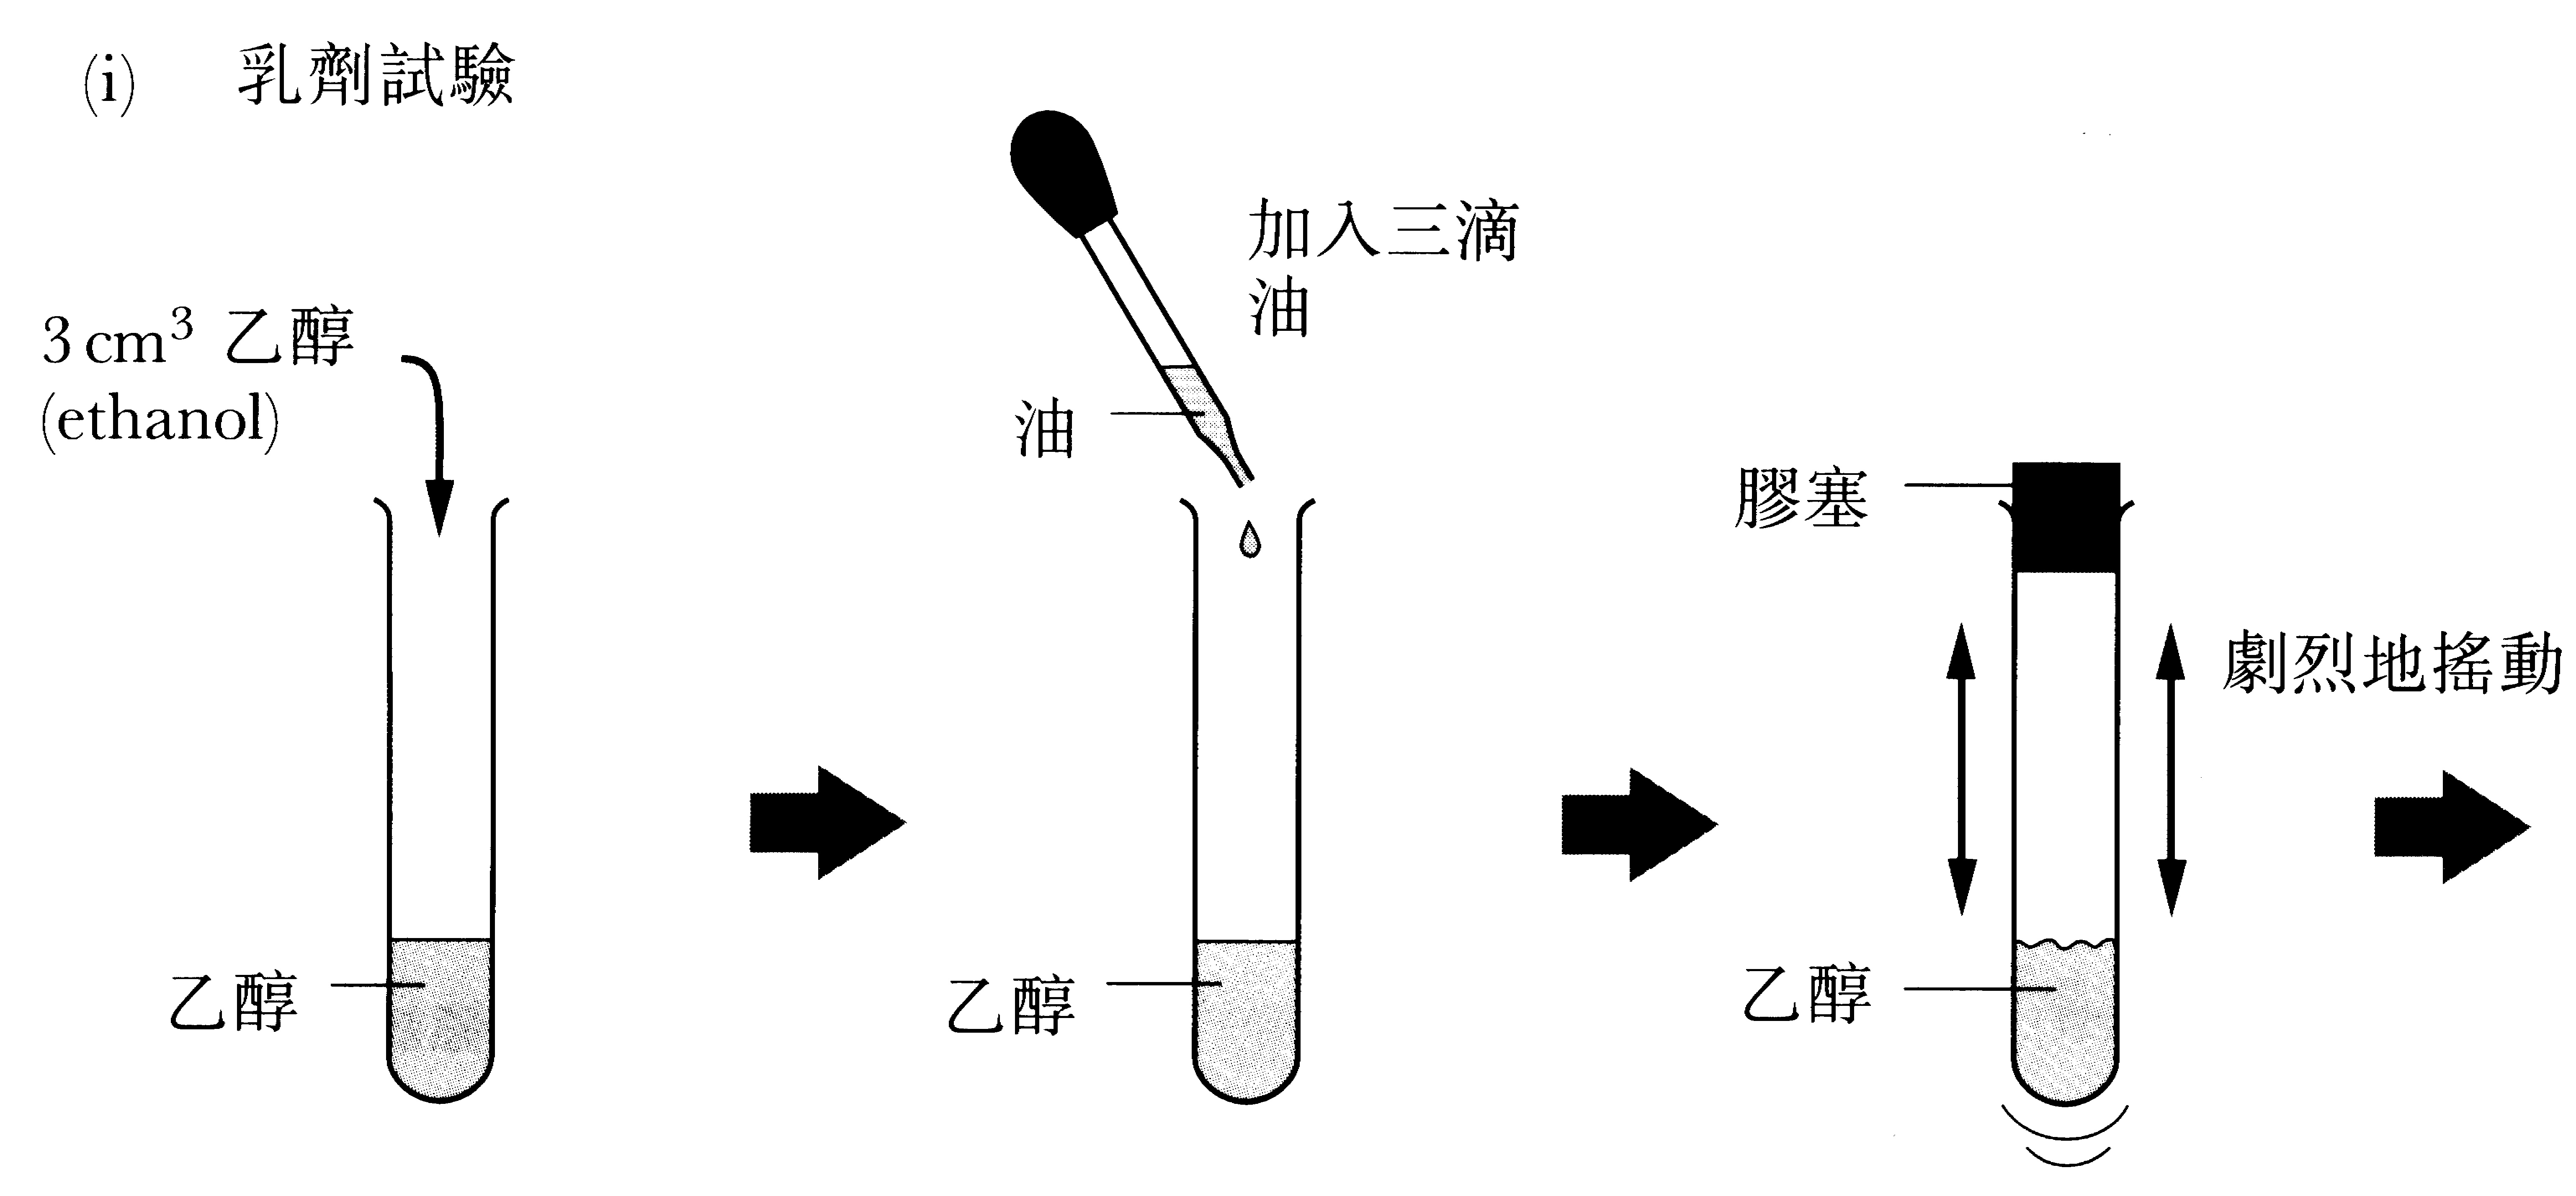 (i) 乳劑試驗
3 cm³ 乙醇
(ethanol)
乙醇
加入三滴
油
油
乙醇
膠塞
劇烈地搖動
乙醇